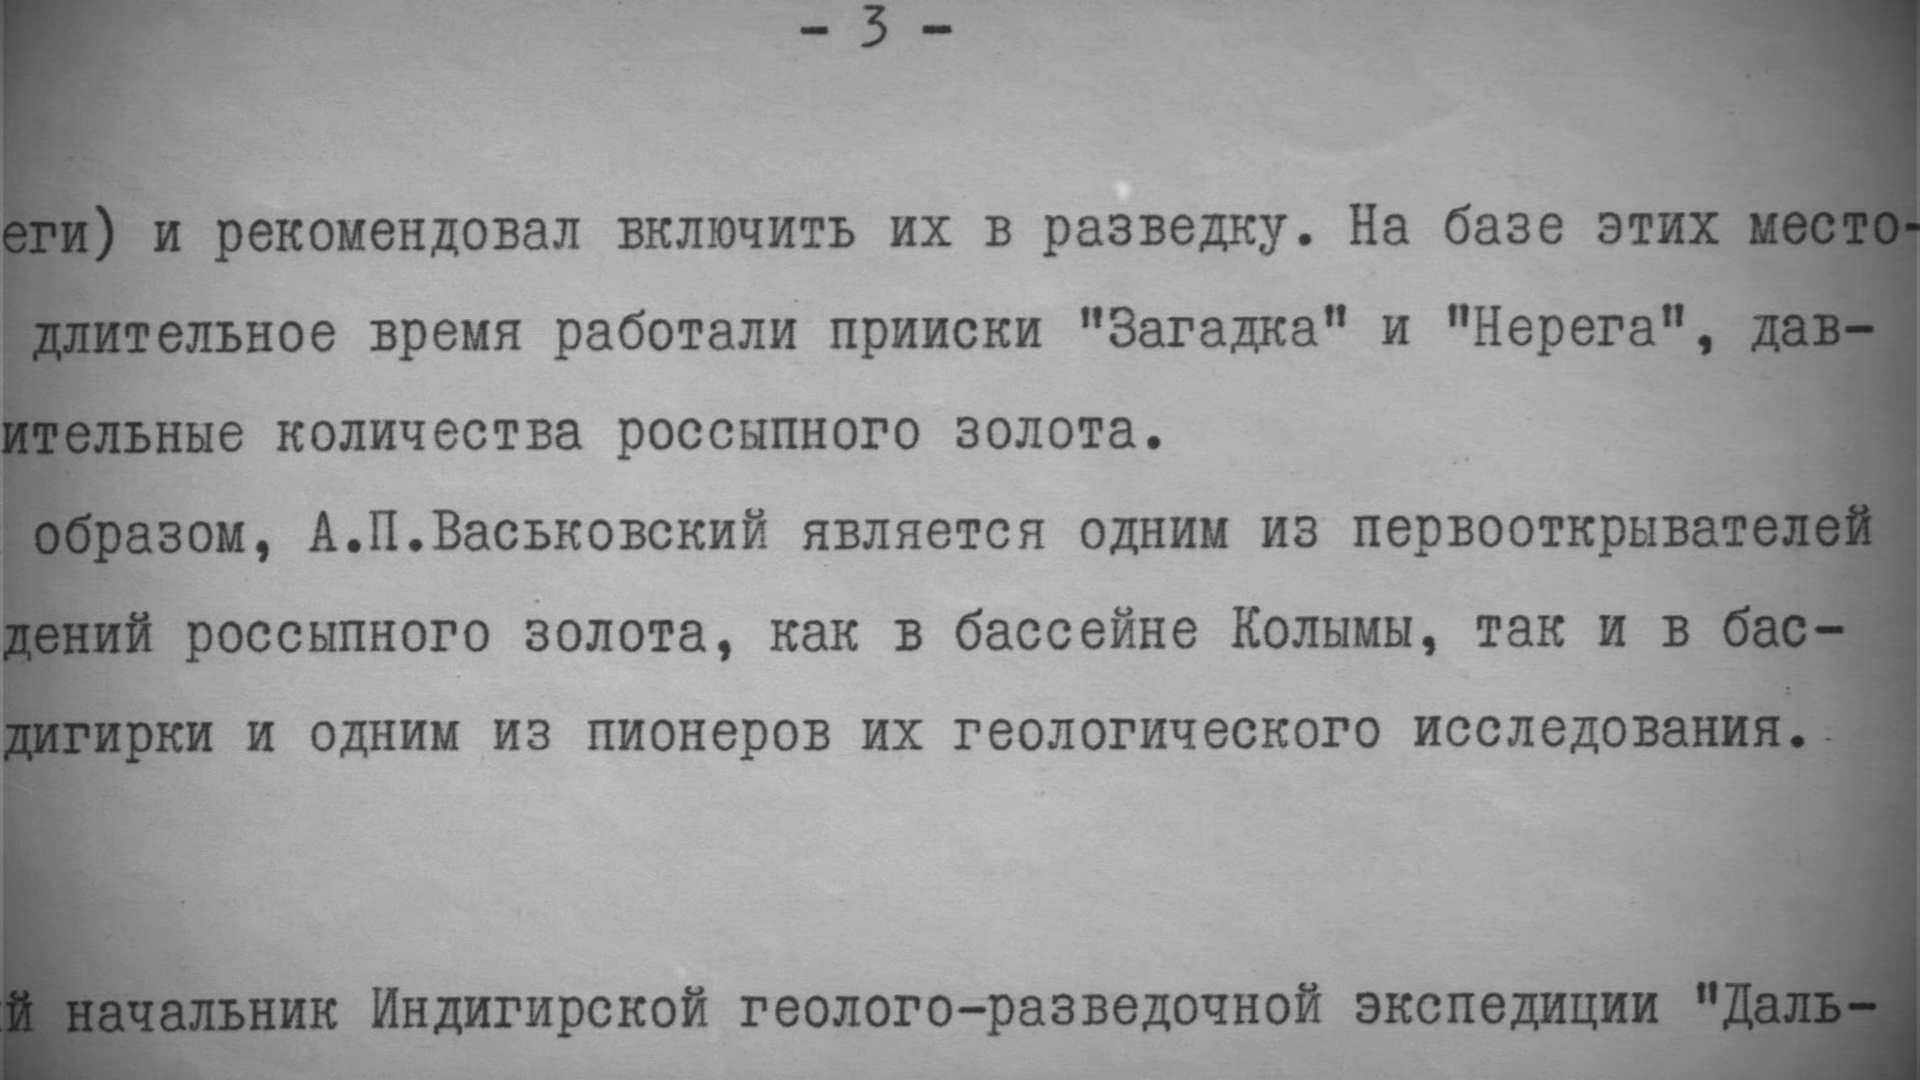 - 3 -
еги) и рекомендовал включить их в разведку. На базе этих место-
длительное время работали прииски "Загадка" и "Нерега", дав-
ительные количества россыпного золота.
образом, А.П.Васьковский является одним из первооткрывателей
дений россыпного золота, как в бассейне Колымы, так и в бас-
дигирки и одним из пионеров их геологического исследования.
й начальник Индигирской геолого-разведочной экспедиции "Даль-